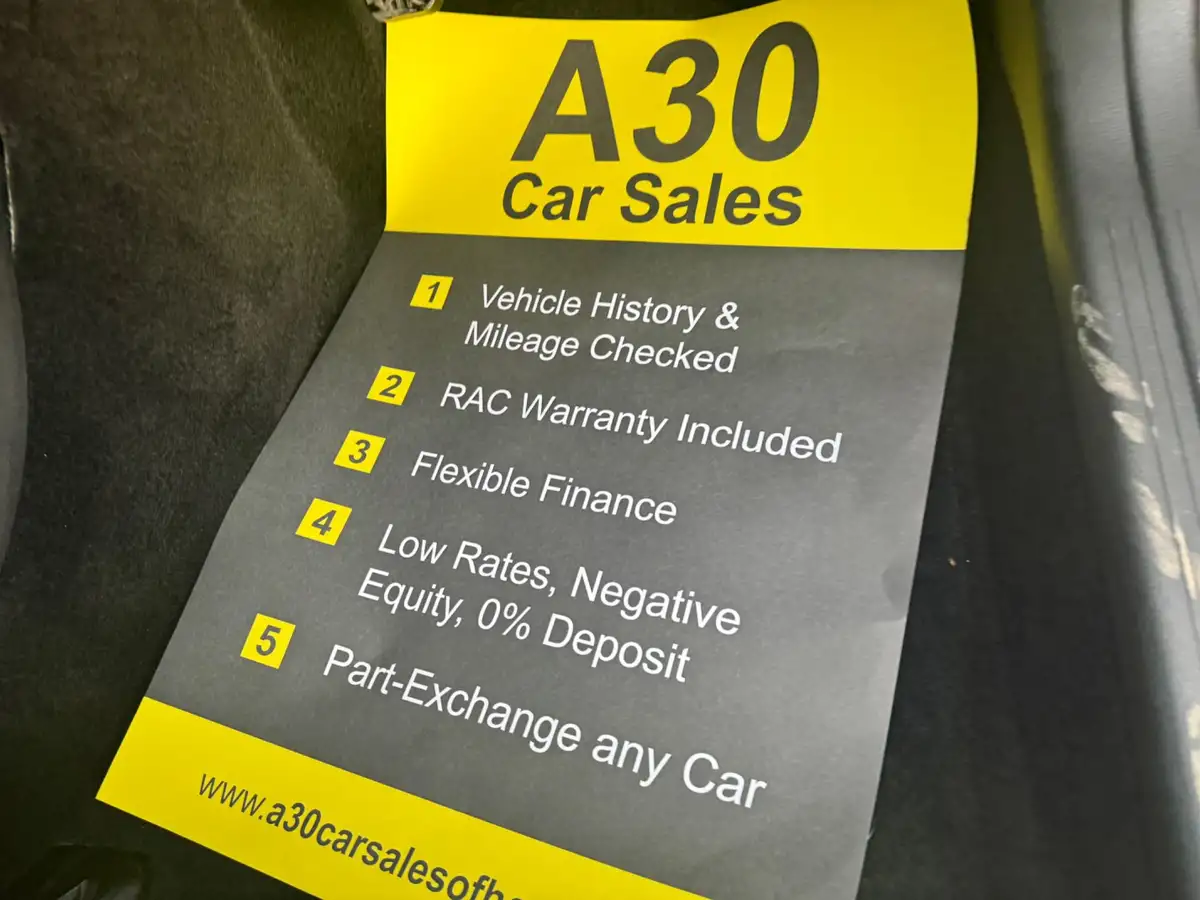 A30
Car Sales
1 Vehicle History &
Mileage Checked
2 RAC Warranty Included
3 Flexible Finance
4 Low Rates, Negative
Equity, 0% Deposit
5 Part-Exchange any Car